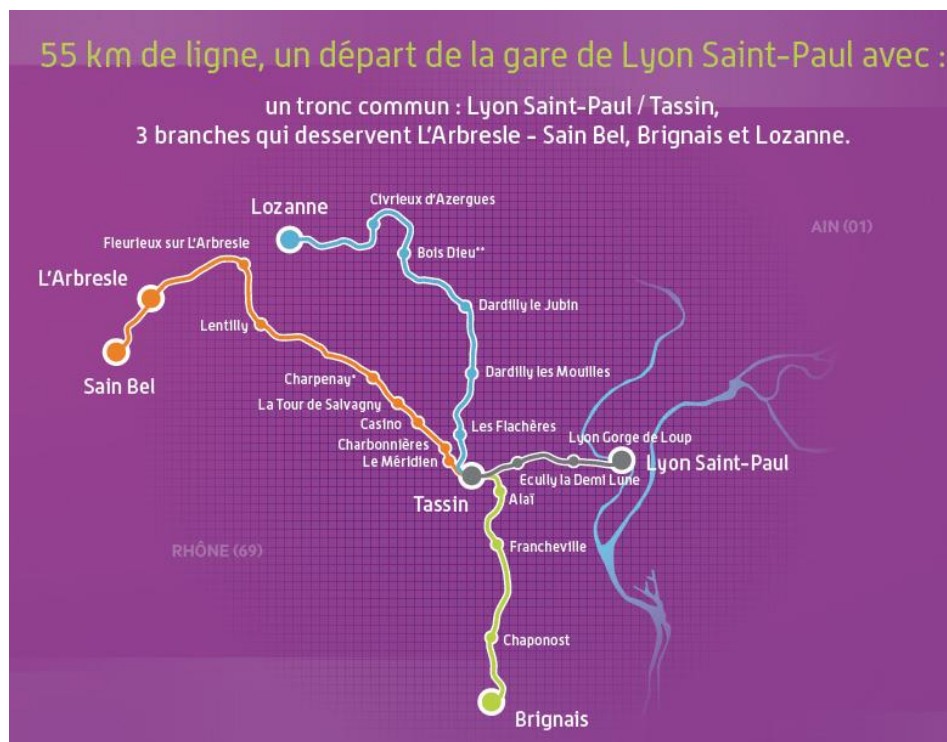 55 km de ligne, un départ de la gare de Lyon Saint-Paul avec :
un tronc commun : Lyon Saint-Paul / Tassin,
3 branches qui desservent L'Arbresle - Sain Bel, Brignais et Lozanne.
Civrieux d'Azergues
Lozanne
AIN (01)
Fleurieux sur L'Arbresle
Bois Dieu**
L'Arbresle
Dardilly le Jubin
Lentilly
Sain Bel
Charpenay*
Dardilly les Mouilles
La Tour de Salvagny
Casino
Les Flachères
Charbonnières
Lyon Gorge de Loup
Le Méridien
Lyon Saint-Paul
Ecully la Demi Lune
Tassin
Alaï
Francheville
RHÔNE (69)
Chaponost
Brignais